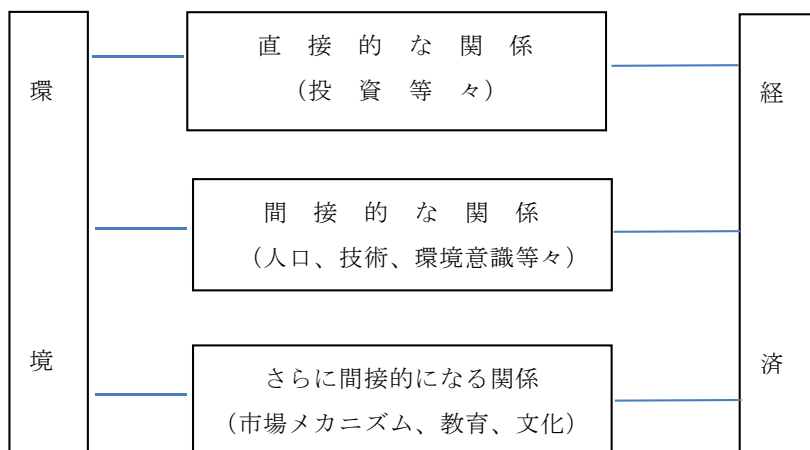 環境
直接的な関係
（投資等々）
間接的な関係
（人口、技術、環境意識等々）
さらに間接的になる関係
（市場メカニズム、教育、文化）
経済